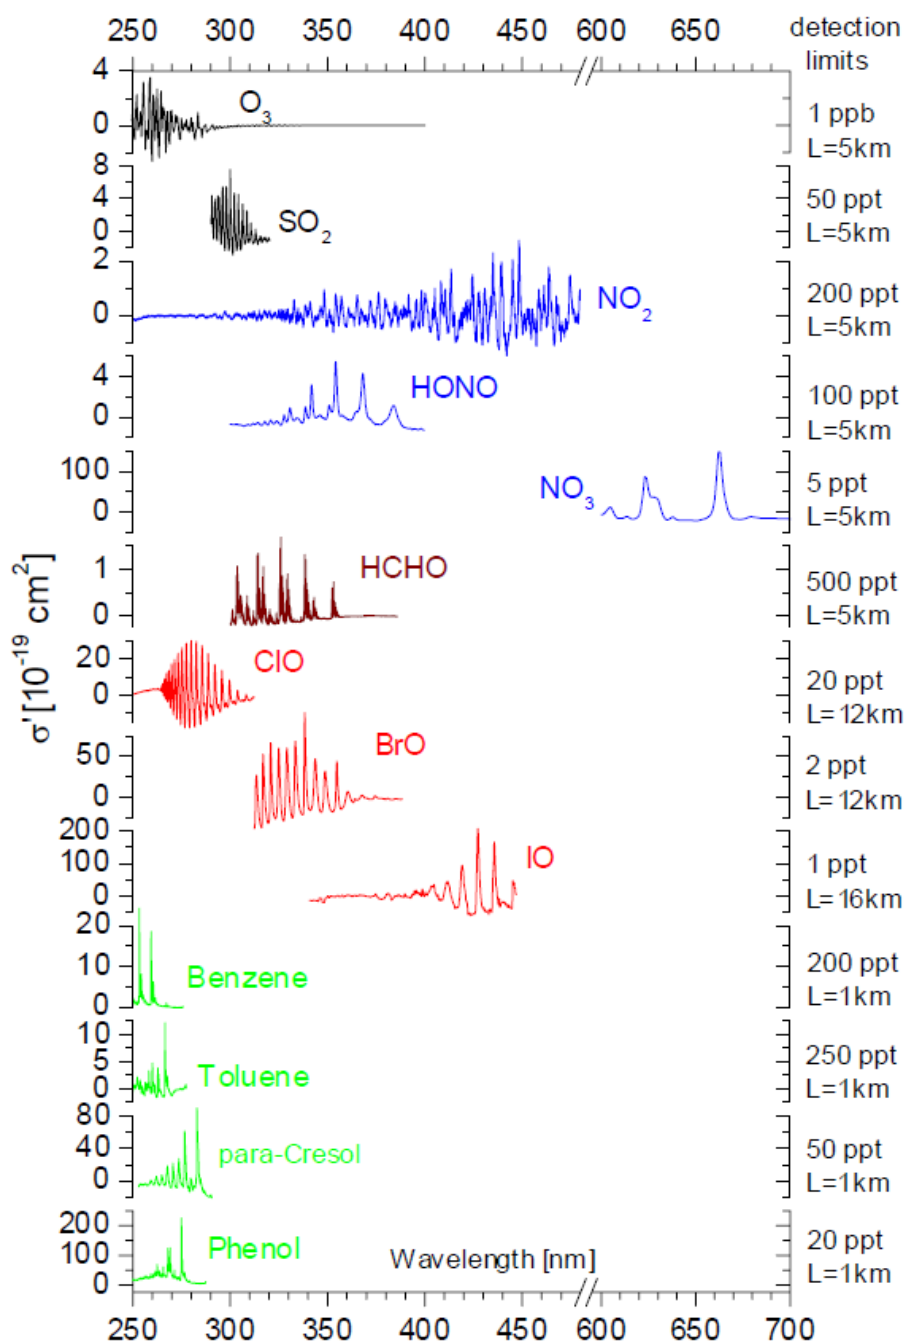 250 300 350 400 450 600 650 detection
limits
4
0
O3
1 ppb
L=5km
8
4
0
SO2
50 ppt
L=5km
2
0
NO2
200 ppt
L=5km
4
0
HONO
100 ppt
L=5km
100
0
NO3
5 ppt
L=5km
1
0
HCHO
500 ppt
L=5km
σ' [10-19 cm2]
20
0
ClO
20 ppt
L=12km
50
0
BrO
2 ppt
L=12km
200
100
0
IO
1 ppt
L=16km
20
10
0
Benzene
200 ppt
L=1km
10
5
0
Toluene
250 ppt
L=1km
80
40
0
para-Cresol
50 ppt
L=1km
200
100
0
Phenol
Wavelength [nm]
20 ppt
L=1km
250 300 350 400 450 600 650 700